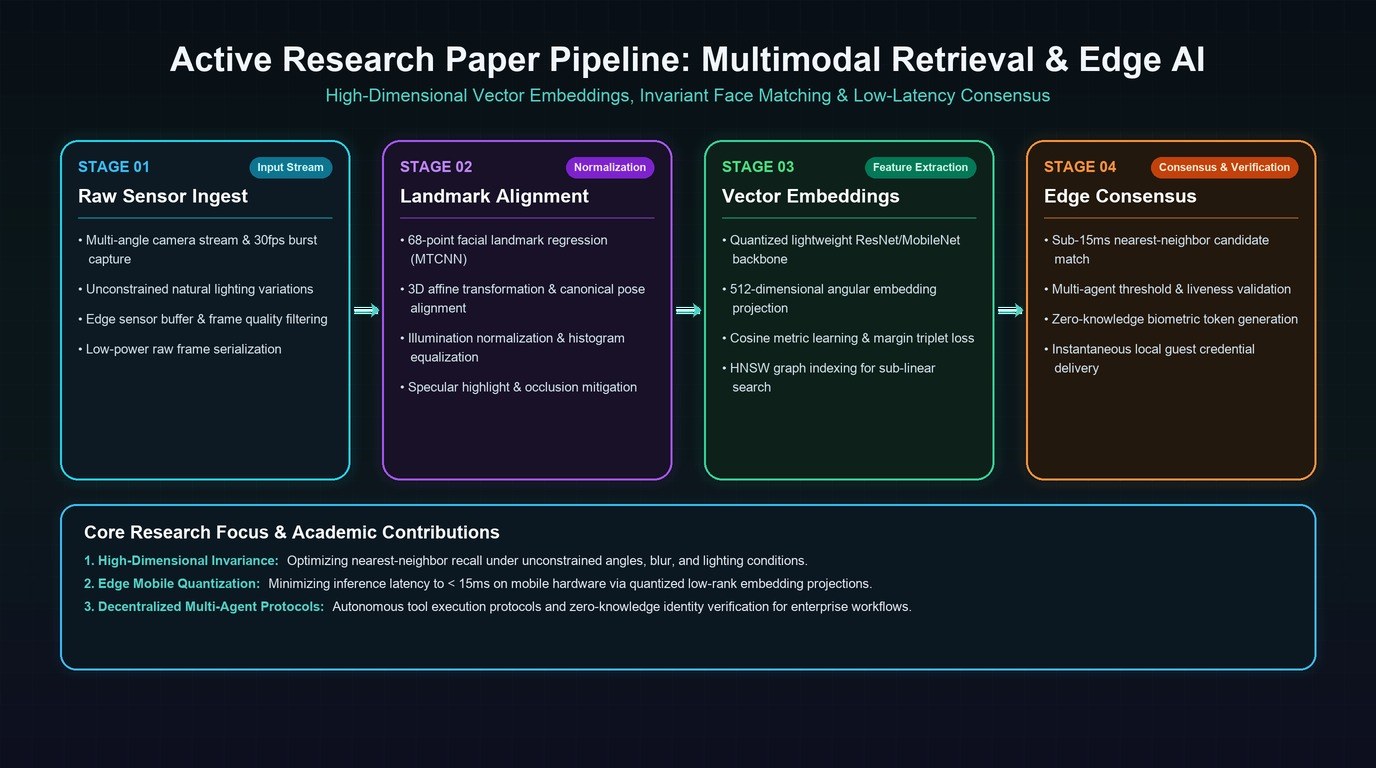 Active Research Paper Pipeline: Multimodal Retrieval & Edge AI
High-Dimensional Vector Embeddings, Invariant Face Matching & Low-Latency Consensus
STAGE 01
Input Stream
Raw Sensor Ingest
• Multi-angle camera stream & 30fps burst
capture
• Unconstrained natural lighting variations
• Edge sensor buffer & frame quality filtering
• Low-power raw frame serialization
STAGE 02
Normalization
Landmark Alignment
• 68-point facial landmark regression
(MTCNN)
• 3D affine transformation & canonical pose
alignment
• Illumination normalization & histogram
equalization
• Specular highlight & occlusion mitigation
STAGE 03
Feature Extraction
Vector Embeddings
• Quantized lightweight ResNet/MobileNet
backbone
• 512-dimensional angular embedding
projection
• Cosine metric learning & margin triplet loss
• HNSW graph indexing for sub-linear
search
STAGE 04
Consensus & Verification
Edge Consensus
• Sub-15ms nearest-neighbor candidate
match
• Multi-agent threshold & liveness validation
• Zero-knowledge biometric token generation
• Instantaneous local guest credential
delivery
Core Research Focus & Academic Contributions
1. High-Dimensional Invariance: Optimizing nearest-neighbor recall under unconstrained angles, blur, and lighting conditions.
2. Edge Mobile Quantization: Minimizing inference latency to < 15ms on mobile hardware via quantized low-rank embedding projections.
3. Decentralized Multi-Agent Protocols: Autonomous tool execution protocols and zero-knowledge identity verification for enterprise workflows.